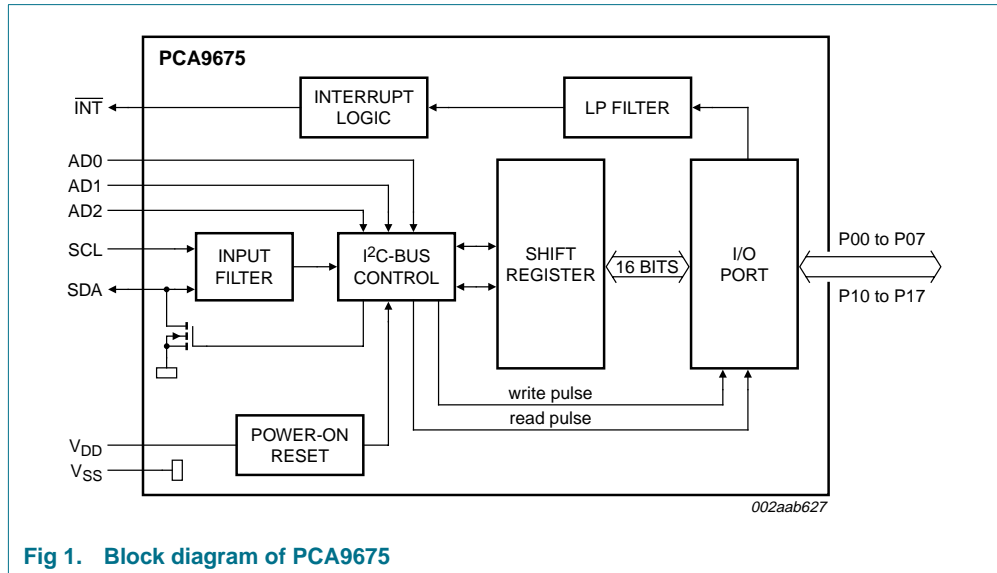 PCA9675
INT
INTERRUPT
LOGIC
LP FILTER
AD0
AD1
AD2
SCL
SDA
INPUT
FILTER
I²C-BUS
CONTROL
SHIFT
REGISTER
16 BITS
I/O
PORT
P00 to P07
P10 to P17
write pulse
read pulse
POWER-ON
RESET
VDD
VSS
002aab627
Fig 1. Block diagram of PCA9675